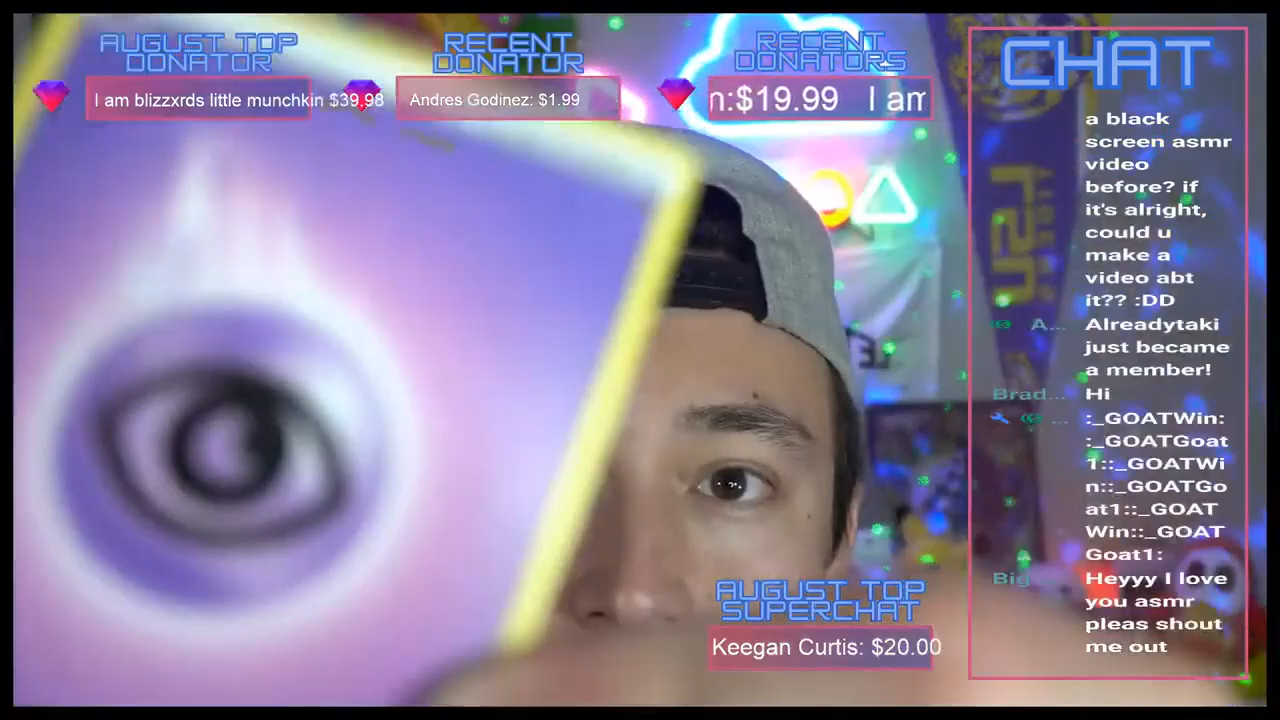 AUGUST TOP
DONATOR
I am blizzxrds little munchkin $39.98
RECENT
DONATOR
Andres Godinez: $1.99
RECENT
DONATORS
n:$19.99 I am
CHAT
a black
screen asmr
video
before? if
it's alright,
could u
make a
video abt
it?? :DD
A... Alreadytaki
just became
a member!
Brad... Hi
... :_GOATWin:
:_GOATGoat
1::_GOATWi
n::_GOATGo
at1::_GOAT
Win::_GOAT
Goat1:
Big Heyyy I love
you asmr
pleas shout
me out
AUGUST TOP
SUPERCHAT
Keegan Curtis: $20.00